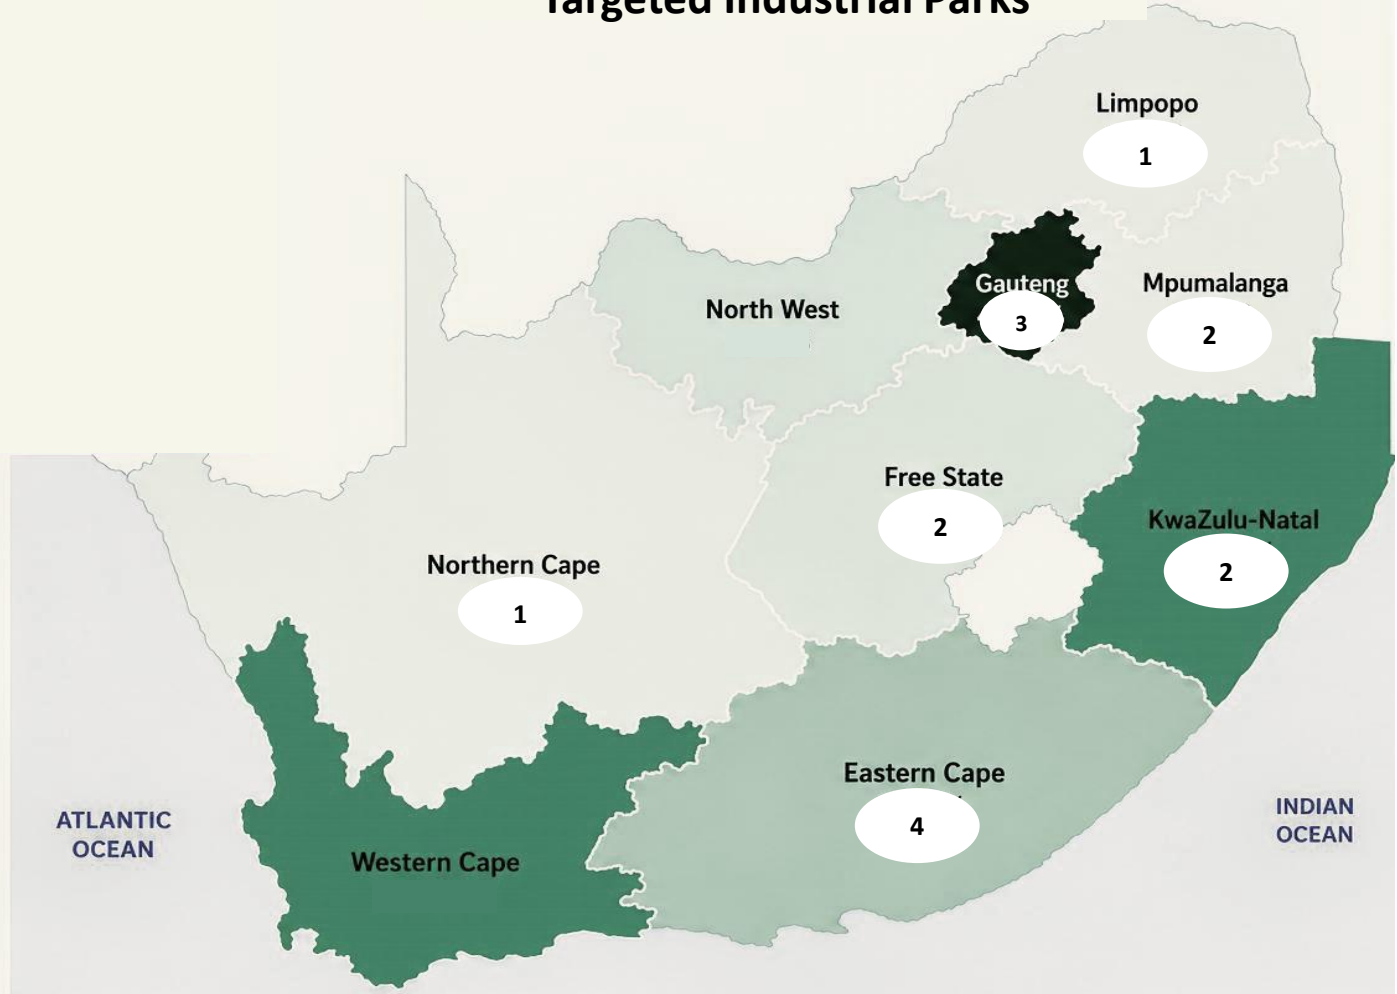 Targeted Industrial Parks
Limpopo
1
Gauteng
3
Mpumalanga
2
North West
Free State
2
KwaZulu-Natal
2
Northern Cape
1
Eastern Cape
4
Western Cape
ATLANTIC
OCEAN
INDIAN
OCEAN